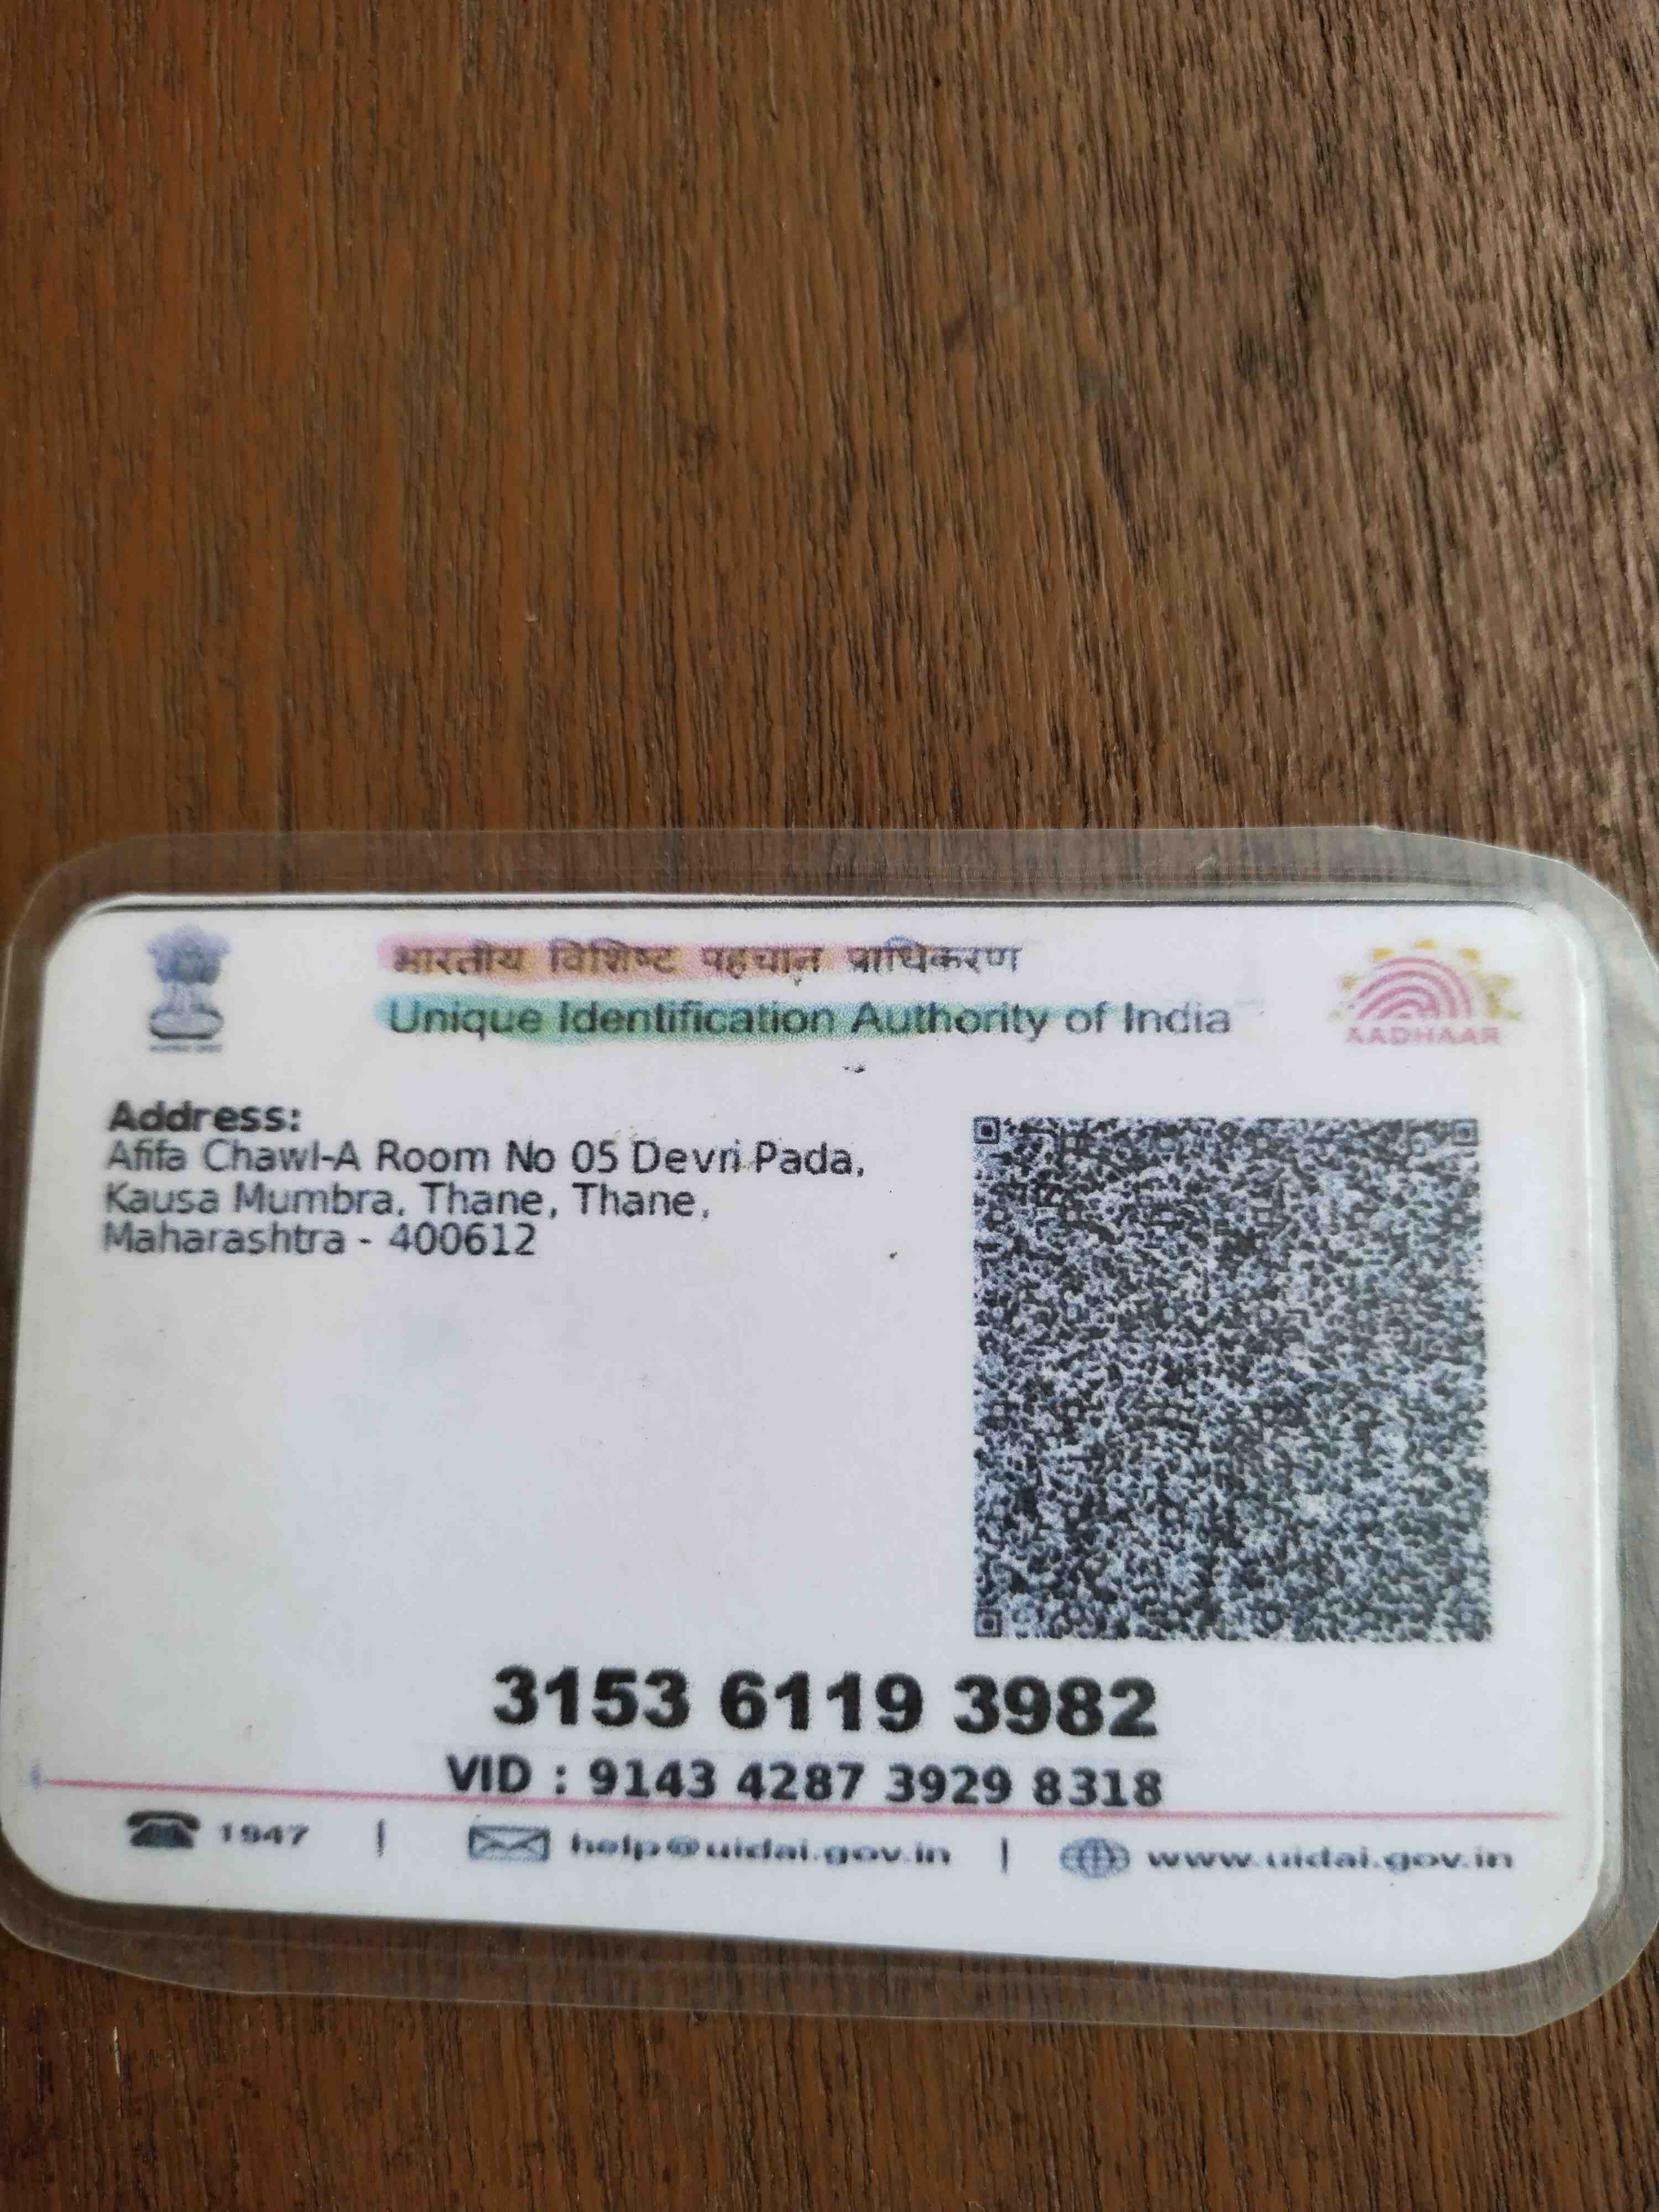 भारतीय विशिष्ट पहचान प्राधिकरण
Unique Identification Authority of India
AADHAAR
Address:
Afifa Chawl-A Room No 05 Devri Pada,
Kausa Mumbra, Thane, Thane,
Maharashtra - 400612
3153 6119 3982
VID : 9143 4287 3929 8318
1947 | help@uidai.gov.in | www.uidai.gov.in